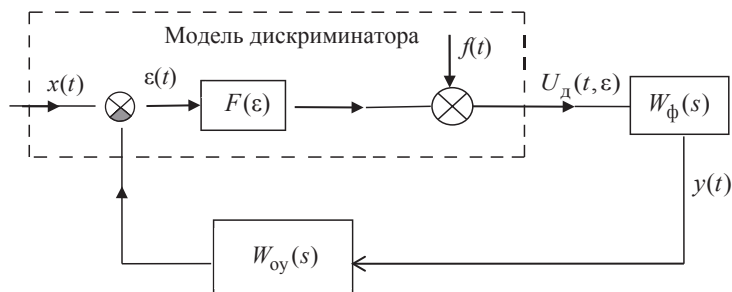 Модель дискриминатора
x(t)
ε(t)
F(ε)
f(t)
U_д(t, ε)
W_ф(s)
y(t)
W_оу(s)